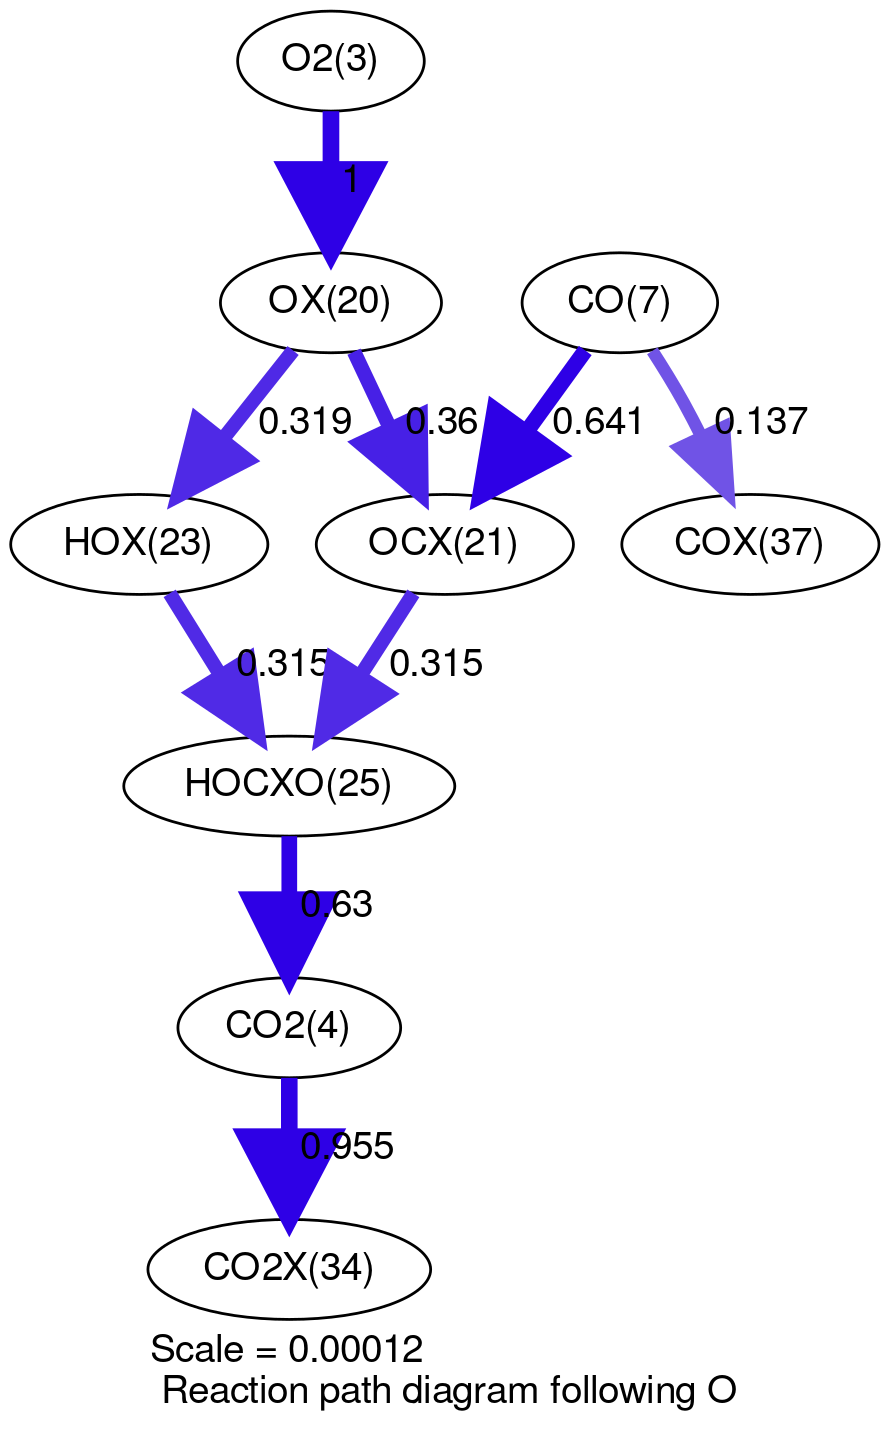 O2(3)
1
OX(20)
CO(7)
0.319
0.36
0.641
0.137
HOX(23)
OCX(21)
COX(37)
0.315
0.315
HOCXO(25)
0.63
CO2(4)
0.955
CO2X(34)
Scale = 0.00012
Reaction path diagram following O